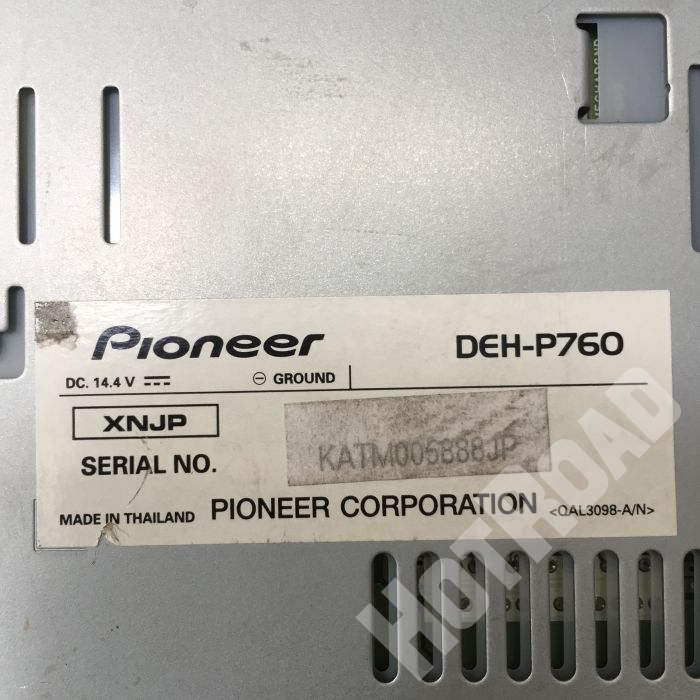 Pioneer DEH-P760
DC. 14.4 V ⎓ ⊖ GROUND
XNJP
SERIAL NO. KATM005888JP
MADE IN THAILAND PIONEER CORPORATION <QAL3098-A/N>
HOTROAD